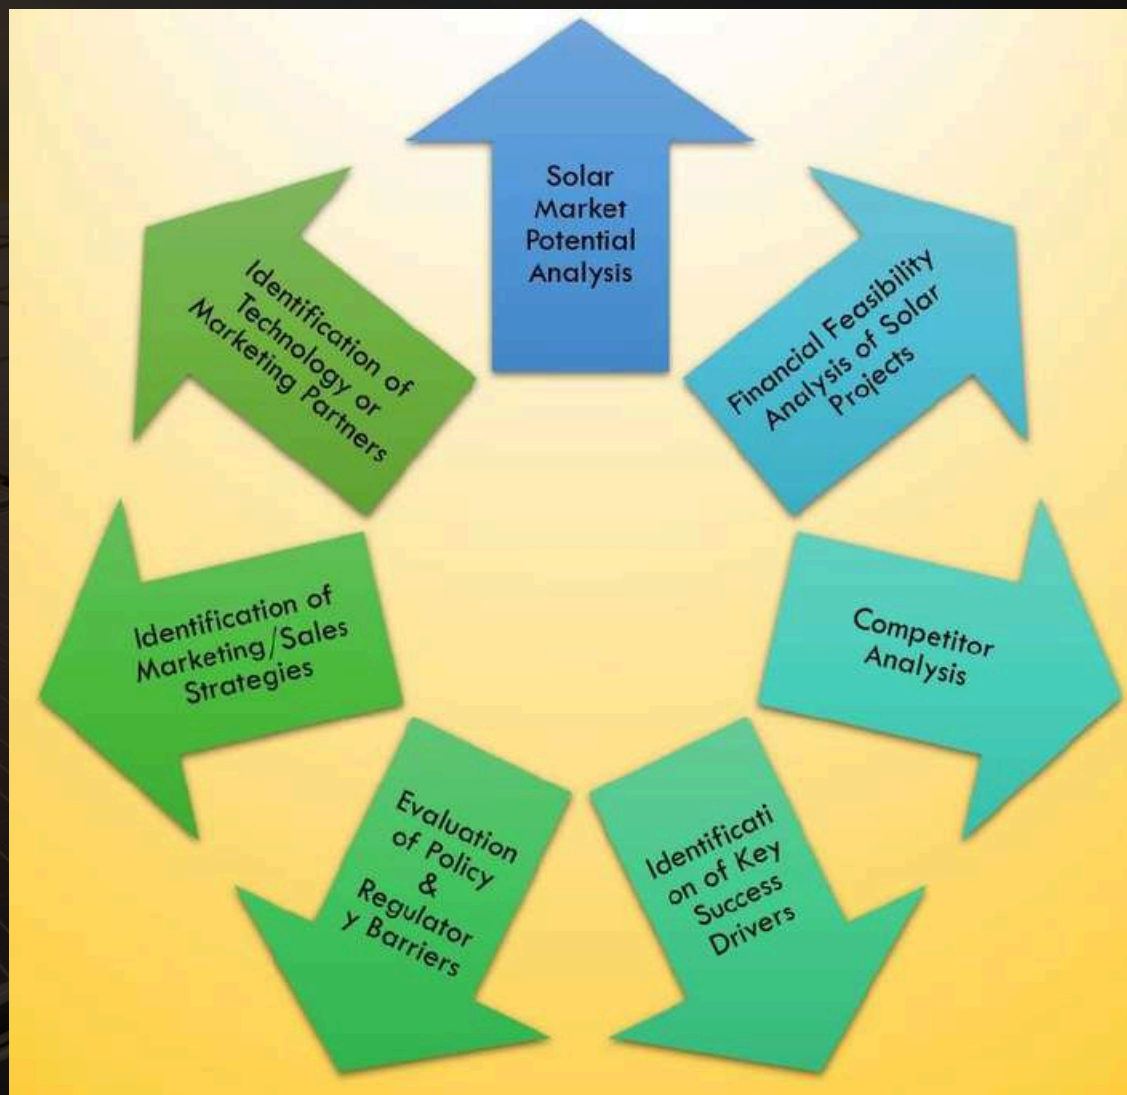 Solar
Market
Potential
Analysis
Financial Feasibility
Analysis of Solar
Projects
Competitor
Analysis
Identificati
on of Key
Success
Drivers
Evaluation
of Policy
&
Regulator
y Barriers
Identification of
Marketing/Sales
Strategies
Identification of
Technology or
Marketing Partners